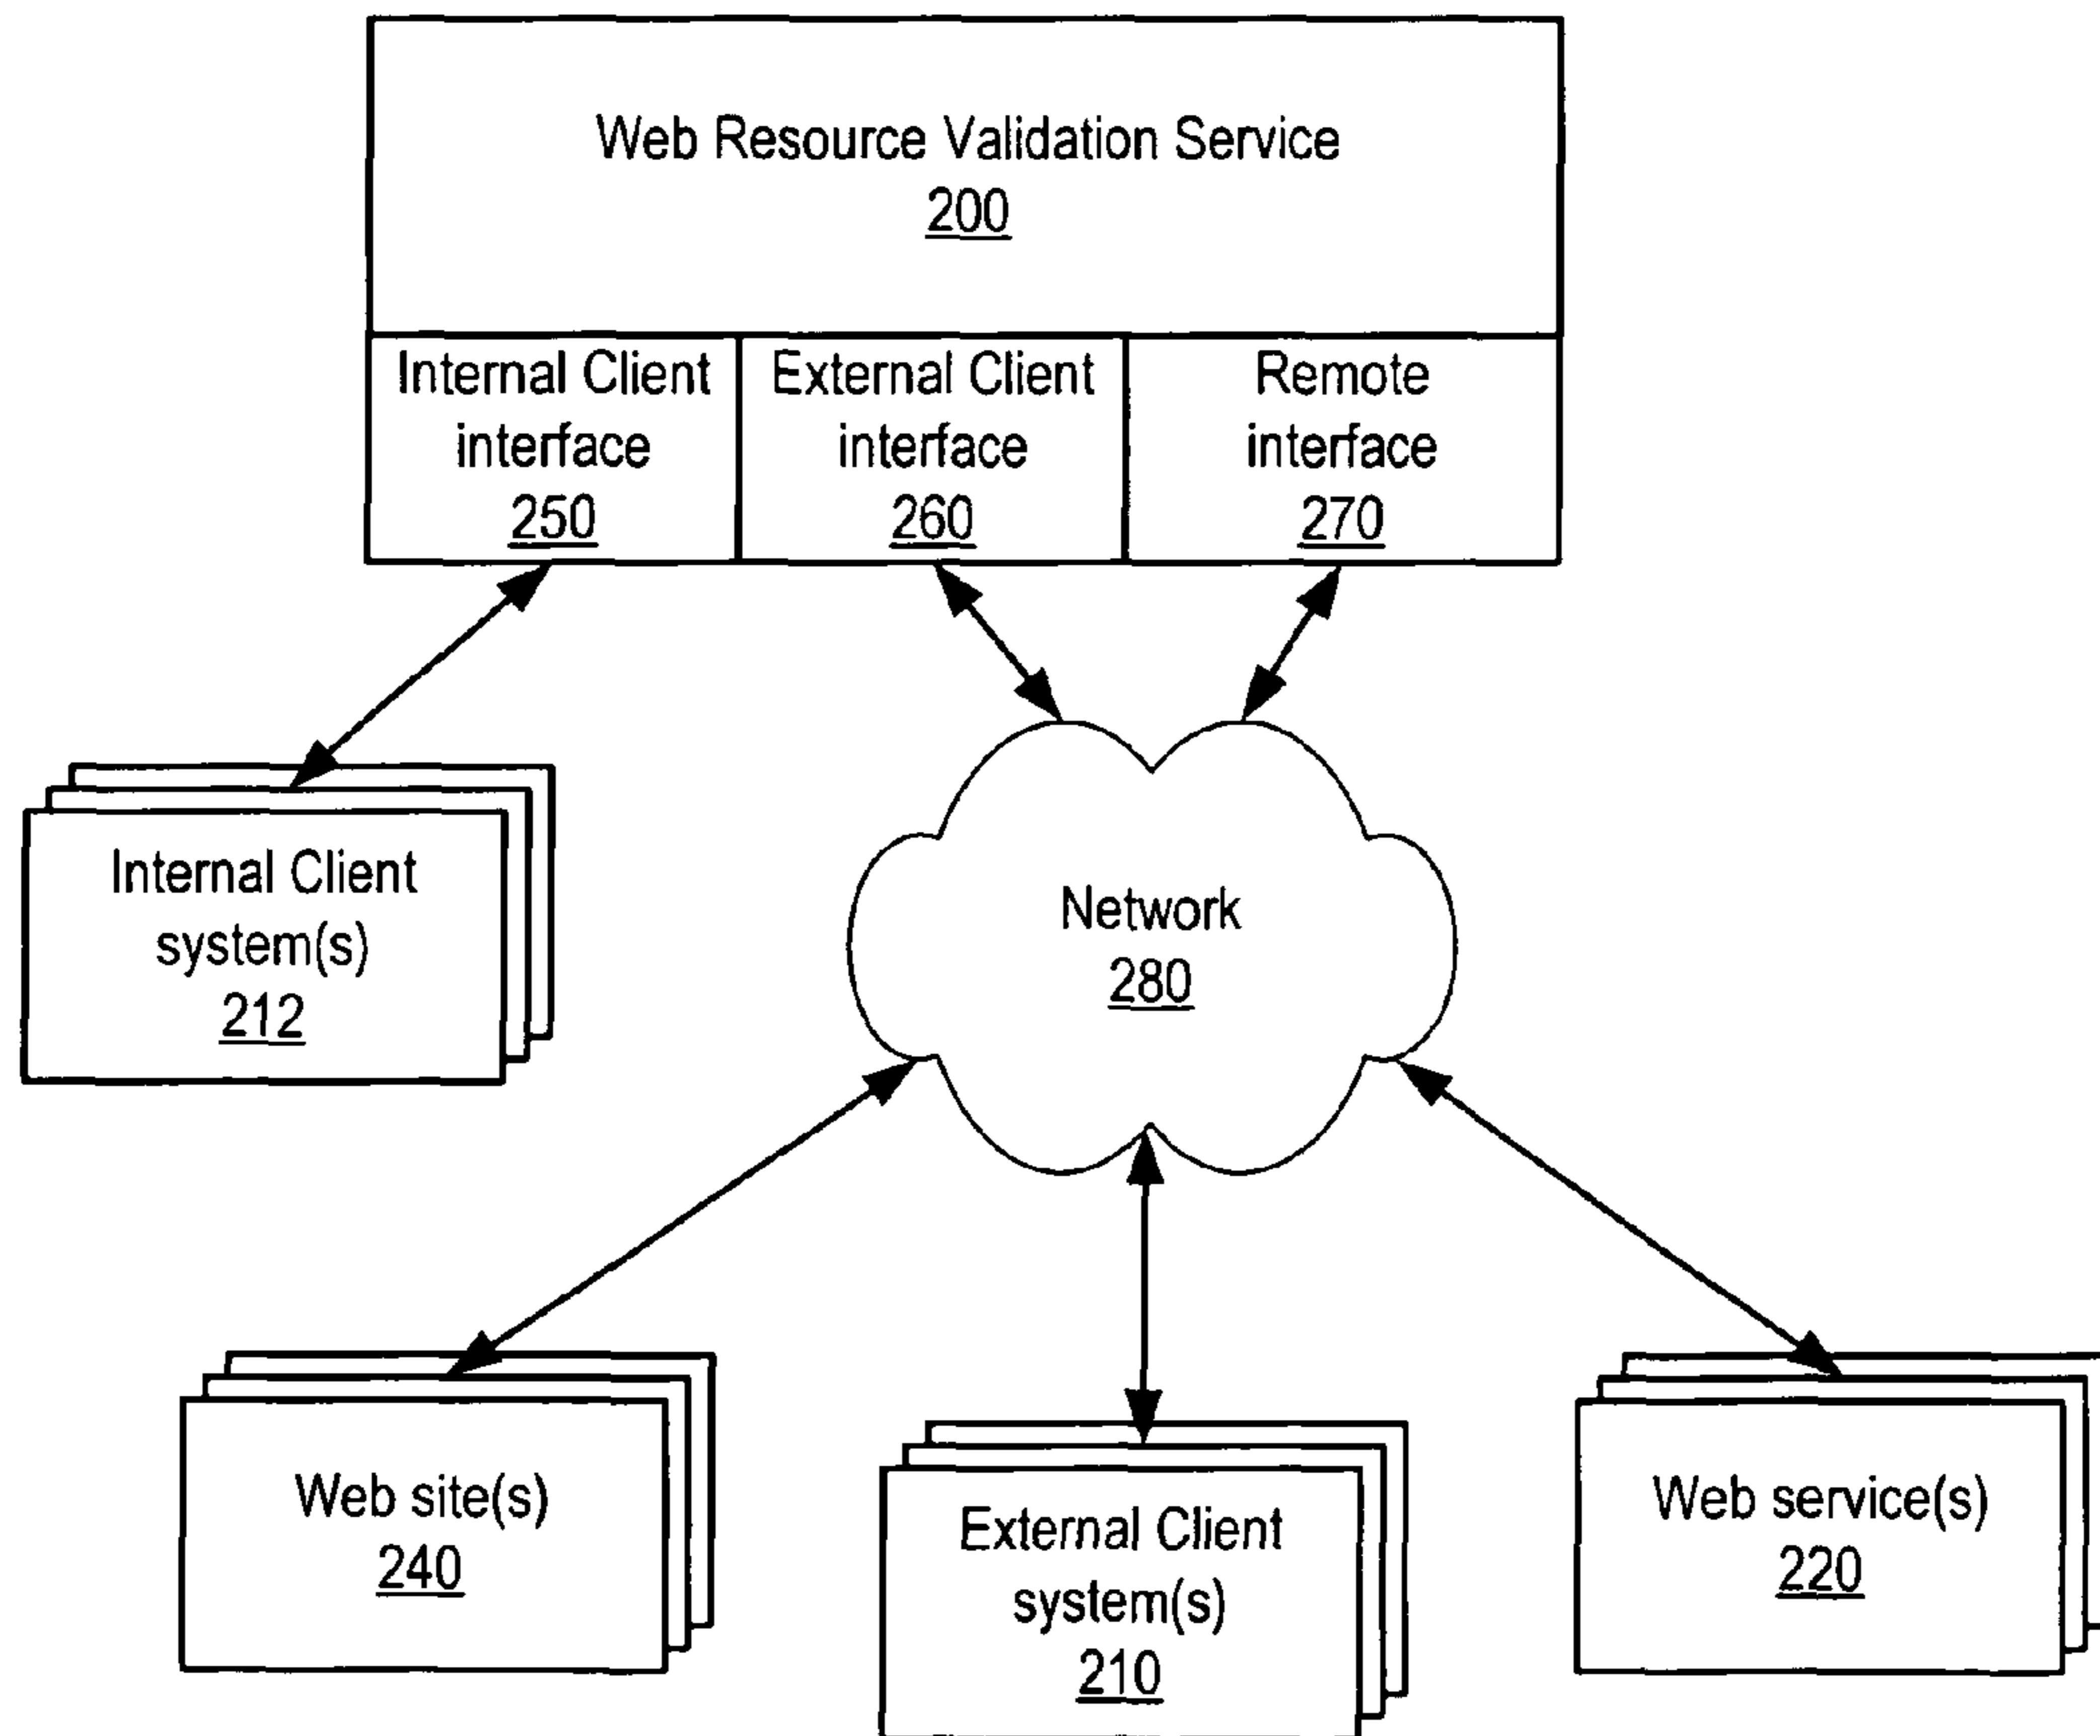 Web Resource Validation Service
200
Internal Client
interface
250
External Client
interface
260
Remote
interface
270
Internal Client
system(s)
212
Network
280
Web site(s)
240
External Client
system(s)
210
Web service(s)
220